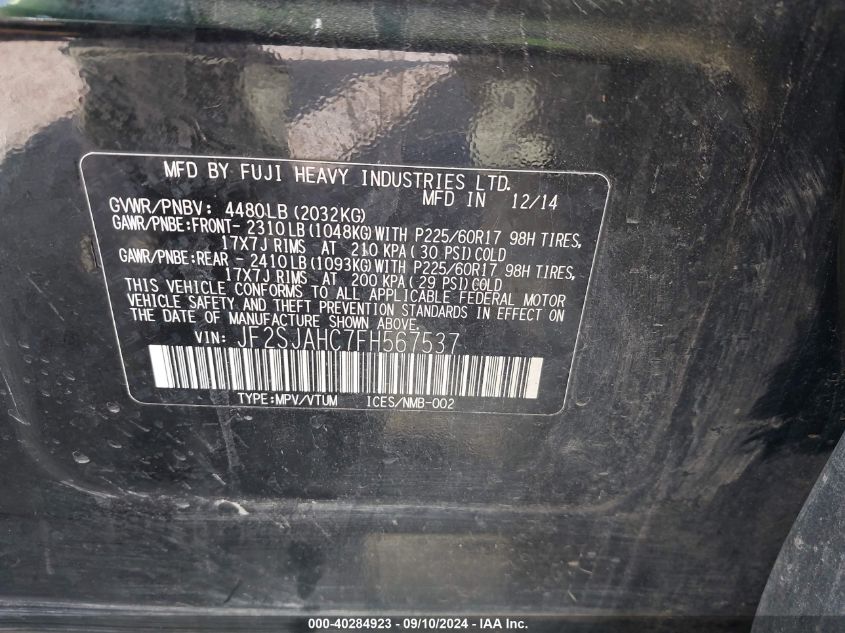 MFD BY FUJI HEAVY INDUSTRIES LTD.
MFD IN 12/14
GVWR/PNBV: 4480LB (2032KG)
GAWR/PNBE:FRONT- 2310 LB (1048KG) WITH P225/60R17 98H TIRES,
17X7J RIMS AT 210 KPA ( 30 PSI) COLD
GAWR/PNBE:REAR - 2410 LB (1093KG) WITH P225/60R17 98H TIRES,
17X7J RIMS AT 200 KPA ( 29 PSI) COLD
THIS VEHICLE CONFORMS TO ALL APPLICABLE FEDERAL MOTOR
VEHICLE SAFETY AND THEFT PREVENTION STANDARDS IN EFFECT ON
THE DATE OF MANUFACTURE SHOWN ABOVE.
VIN: JF2SJAHC7FH567537
TYPE:MPV/VTUM ICES/NMB-002
000-40284923 - 09/10/2024 - IAA Inc.